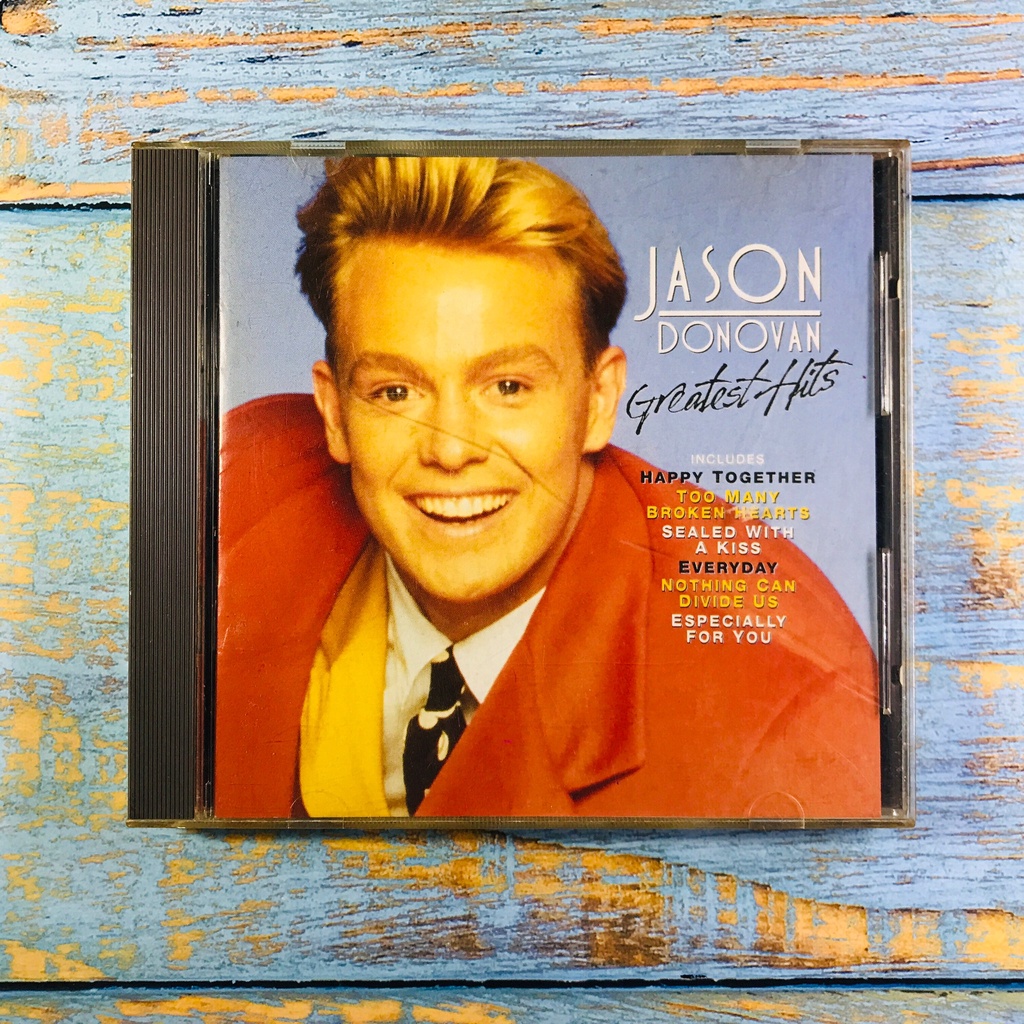 JASON
DONOVAN
Greatest Hits
INCLUDES
HAPPY TOGETHER
TOO MANY
BROKEN HEARTS
SEALED WITH
A KISS
EVERYDAY
NOTHING CAN
DIVIDE US
ESPECIALLY
FOR YOU